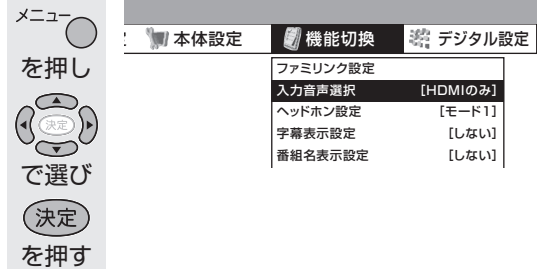 メニュー
を押し
決定
で選び
決定
を押す
本体設定 機能切換 デジタル設定
ファミリンク設定
入力音声選択 [HDMIのみ]
ヘッドホン設定 [モード1]
字幕表示設定 [しない]
番組名表示設定 [しない]